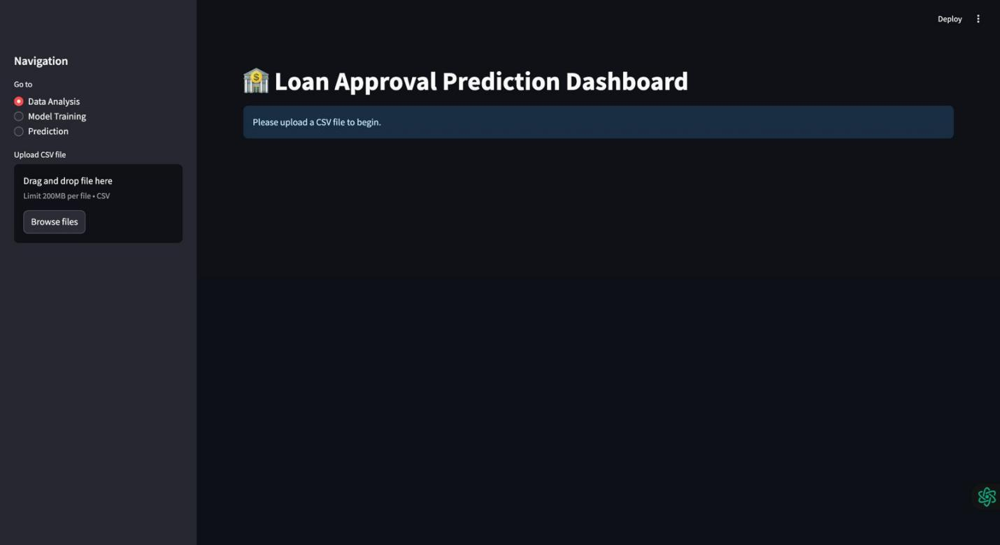 Deploy
Navigation
Go to
Data Analysis
Model Training
Prediction
Upload CSV file
Drag and drop file here
Limit 200MB per file • CSV
Browse files
$ Loan Approval Prediction Dashboard
Please upload a CSV file to begin.